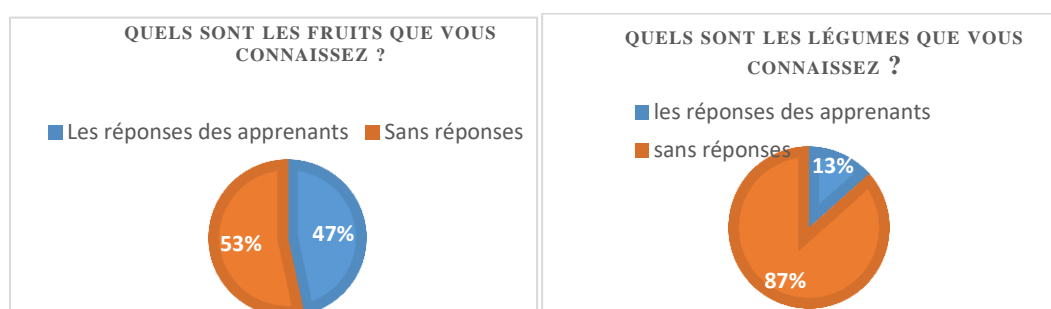 QUELS SONT LES FRUITS QUE VOUS
CONNAISSEZ ?
Les réponses des apprenants Sans réponses
53% 47%
QUELS SONT LES LÉGUMES QUE VOUS
CONNAISSEZ ?
les réponses des apprenants
sans réponses
13%
87%